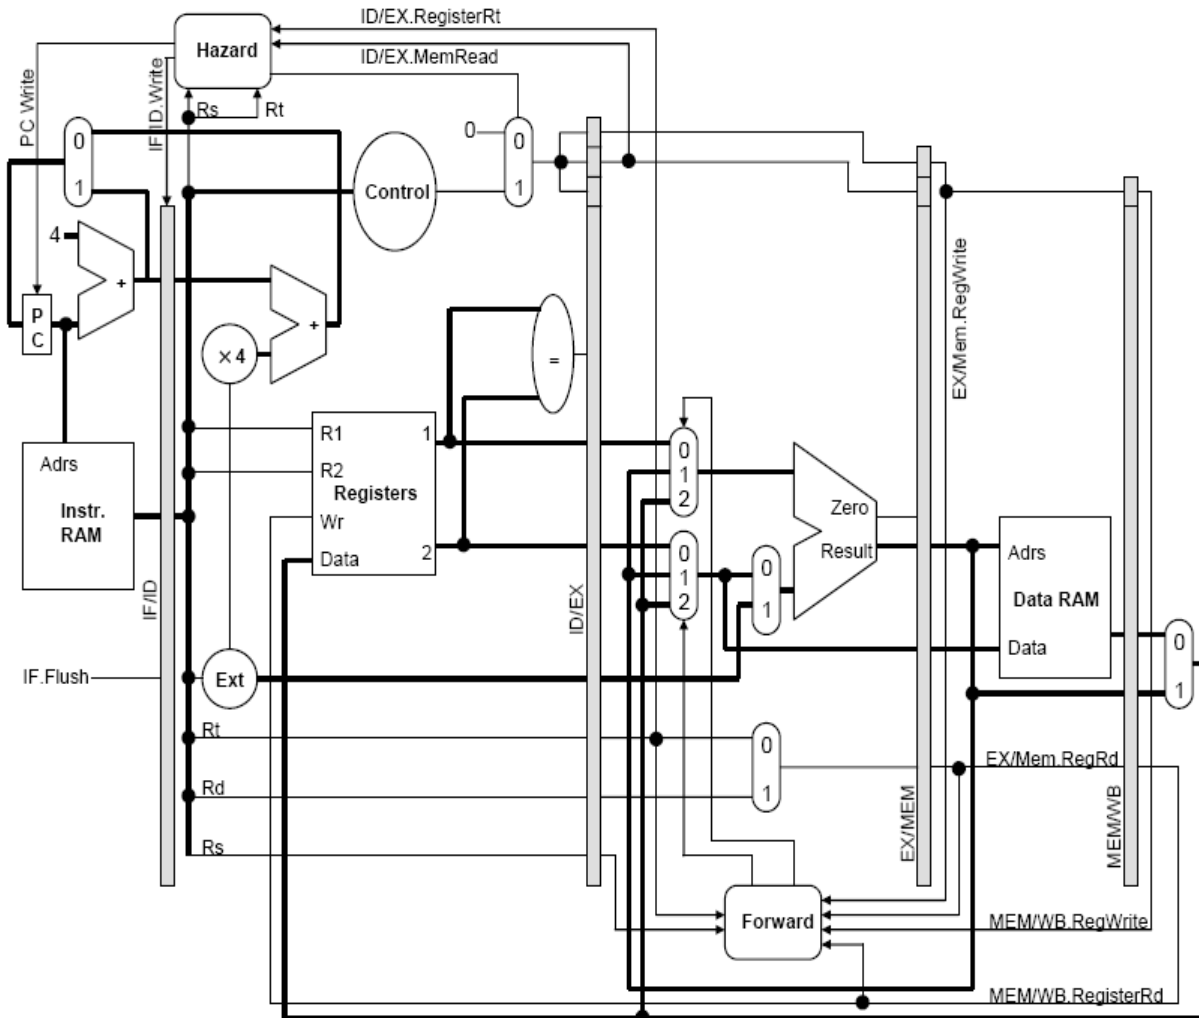 ID/EX.RegisterRt
Hazard
ID/EX.MemRead
PC Write
IF/ID.Write
Rs
Rt
0
0
0
1
Control
1
4
+
EX/Mem.RegWrite
P
C
+
× 4
=
R1
1
0
Adrs
R2
1
Instr.
RAM
Registers
2
Zero
Wr
Result
Adrs
Data
2
0
1
2
0
1
Data RAM
Data
0
1
IF/ID
ID/EX
IF.Flush
Ext
Rt
0
EX/Mem.RegRd
Rd
1
EX/MEM
MEM/WB
Rs
Forward
MEM/WB.RegWrite
MEM/WB.RegisterRd